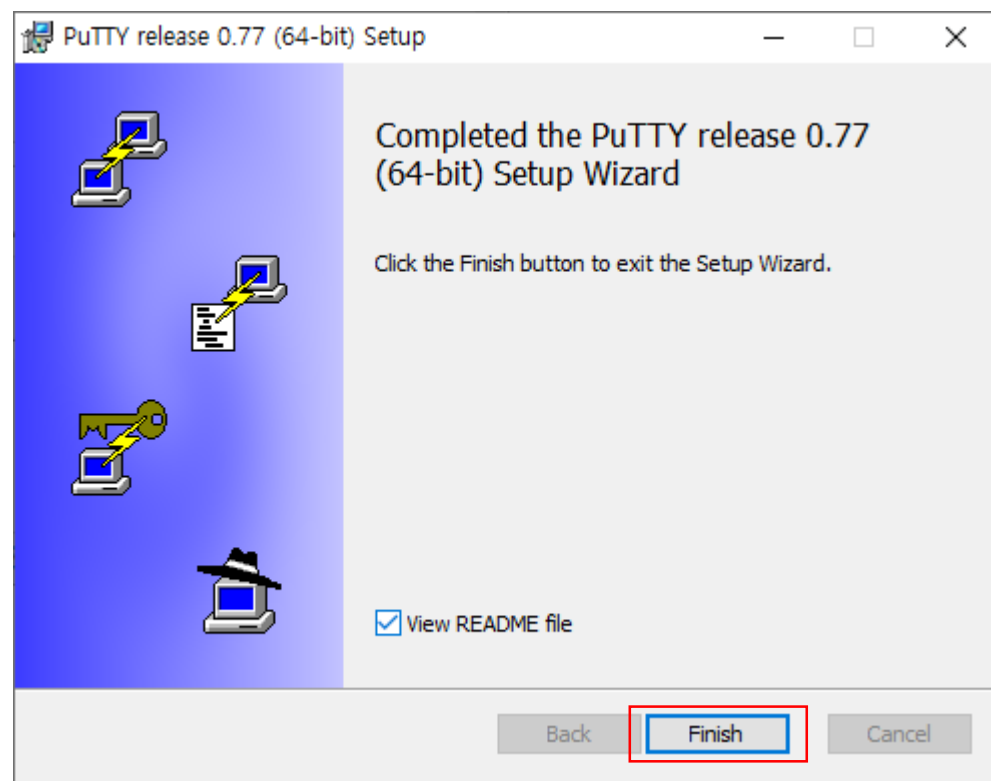 PuTTY release 0.77 (64-bit) Setup
Completed the PuTTY release 0.77
(64-bit) Setup Wizard
Click the Finish button to exit the Setup Wizard.
View README file
Back Finish Cancel